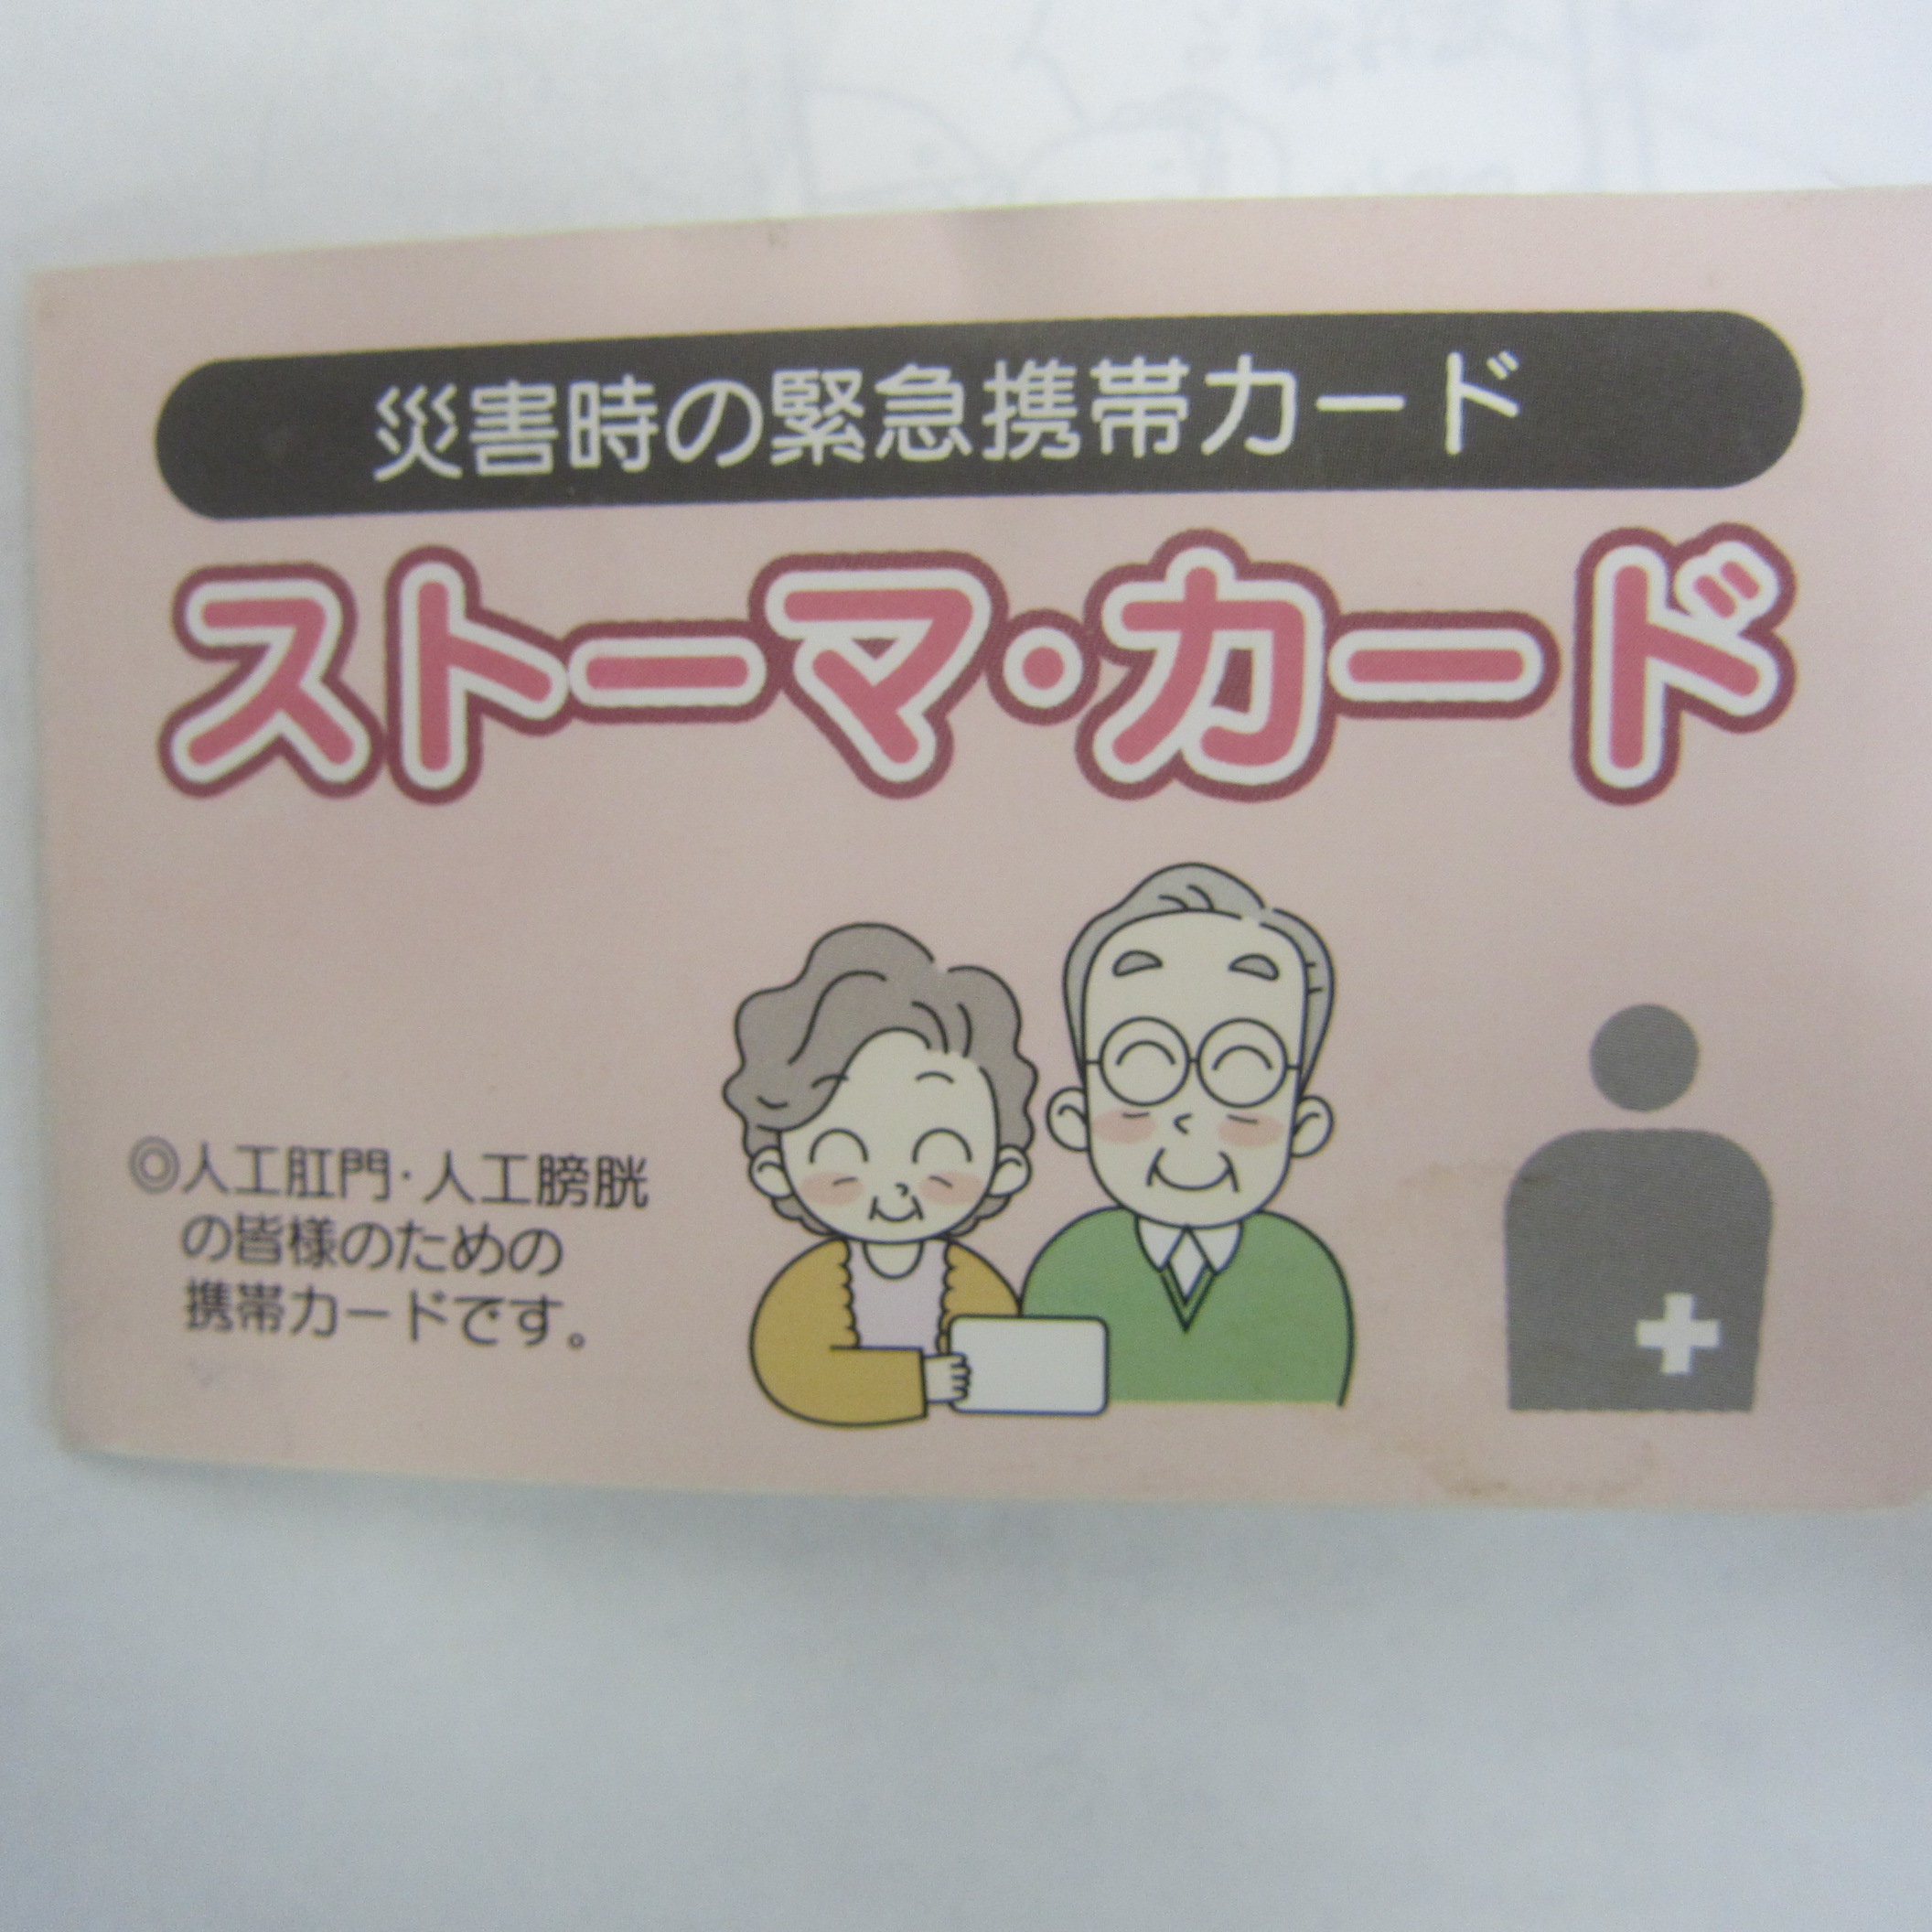 災害時の緊急携帯カード
ストーマ・カード
◎人工肛門・人工膀胱
の皆様のための
携帯カードです。